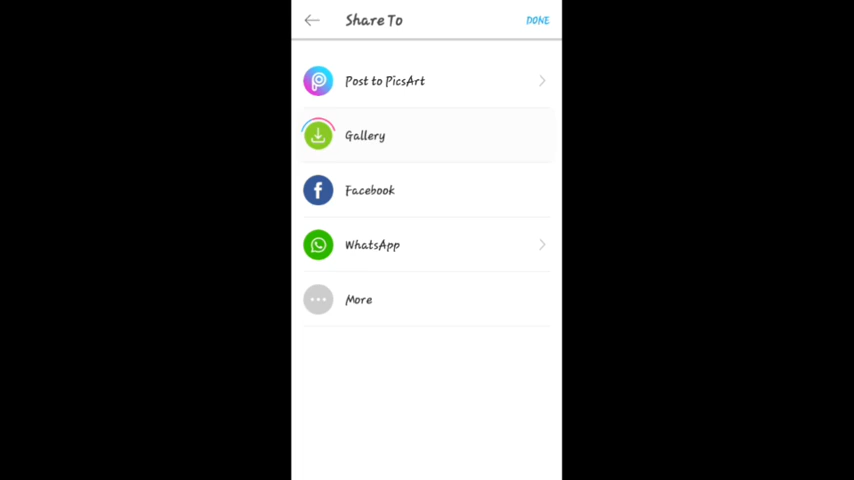 Share To
DONE
Post to PicsArt
Gallery
Facebook
WhatsApp
More